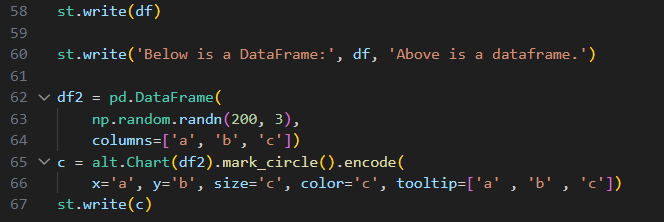 58 st.write(df)
59
60 st.write('Below is a DataFrame:', df, 'Above is a dataframe.')
61
62 df2 = pd.DataFrame(
63     np.random.randn(200, 3),
64     columns=['a', 'b', 'c'])
65 c = alt.Chart(df2).mark_circle().encode(
66     x='a', y='b', size='c', color='c', tooltip=['a' , 'b' , 'c'])
67 st.write(c)